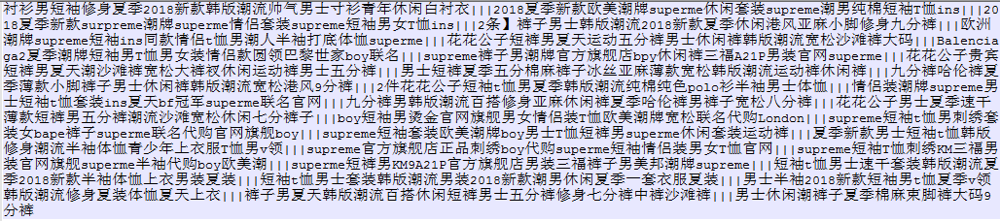 衬衫男短袖修身夏季2018新款韩版潮流帅气男士寸衫青年休闲白衬衣|||2018夏季新款欧美潮牌superme休闲套装supreme潮男纯棉短袖T恤ins|||20
18夏季新款surpreme潮牌superme情侣套装supreme短袖男女T恤ins|||2条】裤子男士韩版潮流2018新款夏季休闲港风亚麻小脚修身九分裤|||欧洲
潮牌supreme短袖ins同款情侣t恤男潮人半袖打底体恤superme|||花花公子短裤男夏天运动五分裤男士休闲裤韩版潮流宽松沙滩裤大码|||Balencia
ga2夏季潮牌短袖男T恤男女装情侣款圆领巴黎世家boy联名|||supreme裤子男潮牌官方旗舰店bpy休闲裤三福A21P男装官网superme|||花花公子贵宾
短裤男夏天潮沙滩裤宽松大裤衩休闲运动裤男士五分裤|||男士短裤夏季五分棉麻裤子冰丝亚麻薄款宽松韩版潮流运动裤休闲裤|||九分裤哈伦裤夏
季薄款小脚裤子男士长裤休闲裤韩版潮流宽松港风9分裤|||2件花花公子短袖t恤男夏季韩版潮流纯棉纯色polo衫半袖男士体恤|||情侣装潮牌supreme男
士短袖t恤套装ins夏天bf冠军superme联名官网|||九分裤男韩版潮流百搭修身亚麻休闲裤夏季哈伦裤男裤子宽松八分裤|||花花公子男士夏季速干
薄款短裤男五分裤潮流沙滩裤宽松休闲七分裤子|||boy短袖男烫金官网旗舰男女情侣装T恤欧美潮牌宽松联名代购London|||supreme短袖t恤男刺绣套
装女bape裤子superme联名代购官网旗舰boy|||supreme短袖套装欧美潮牌boy男士T恤短裤男superme休闲套装运动裤|||夏季新款男士短袖t恤韩版
修身潮流半袖体恤青少年上衣服T恤男v领|||supreme官方旗舰店正品刺绣boy代购superme短袖情侣装男女T恤官网|||supreme短袖T恤刺绣KM三福男
装官网旗舰superme半袖代购boy欧美潮|||superme短裤男KM9A21P官方旗舰店男装三福裤子男美邦潮牌supreme|||短袖t恤男士速干套装韩版潮流夏
季2018新款半袖体恤上衣男装夏装|||短袖t恤男士套装韩版潮流男装2018新款潮男休闲夏季一套衣服夏装|||男士半袖2018新款短袖男t恤夏季v领
韩版潮流修身夏装体恤夏天上衣|||裤子男夏天韩版潮流百搭休闲短裤男士五分裤修身七分裤中裤沙滩裤|||男士休闲潮裤子夏季棉麻束脚裤大码9
分裤